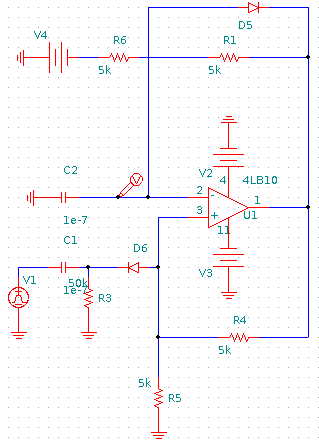 D5
V4
R6
R1
5k
5k
C2
V
V2
4
4LB10
2
-
1
3
+
U1
1e-7
11
C1
D6
V1
50k
1e-7
R3
V3
R4
5k
5k
R5